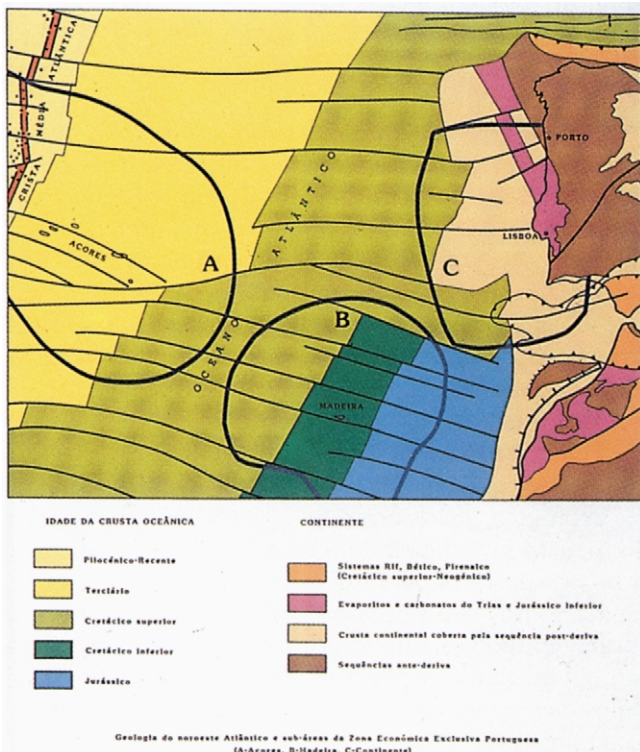 CRISTA
MÉDIA
ATLÂNTICA
AÇORES
OCEANO
ATLÂNTICO
A
B
C
PORTO
LISBOA
MADEIRA
IDADE DA CRUSTA OCEÂNICA
Pliocénico-Recente
Terciário
Cretácico superior
Cretácico inferior
Jurássico
CONTINENTE
Sistemas Rif, Bético, Pirenaico
(Cretácico superior-Neogénico)
Evaporitos e carbonatos do Trias e Jurássico inferior
Crusta continental coberta pela sequência post-deriva
Sequências ante-deriva
Geologia do noroeste Atlântico e sub-áreas da Zona Económica Exclusiva Portuguesa
(A-Açores, B-Madeira, C-Continente)